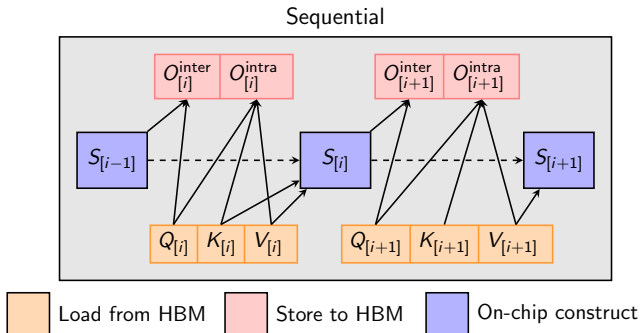 Sequential
O[i]^inter O[i]^intra O[i+1]^inter O[i+1]^intra
S[i−1] S[i] S[i+1]
Q[i] K[i] V[i] Q[i+1] K[i+1] V[i+1]
Load from HBM Store to HBM On-chip construct